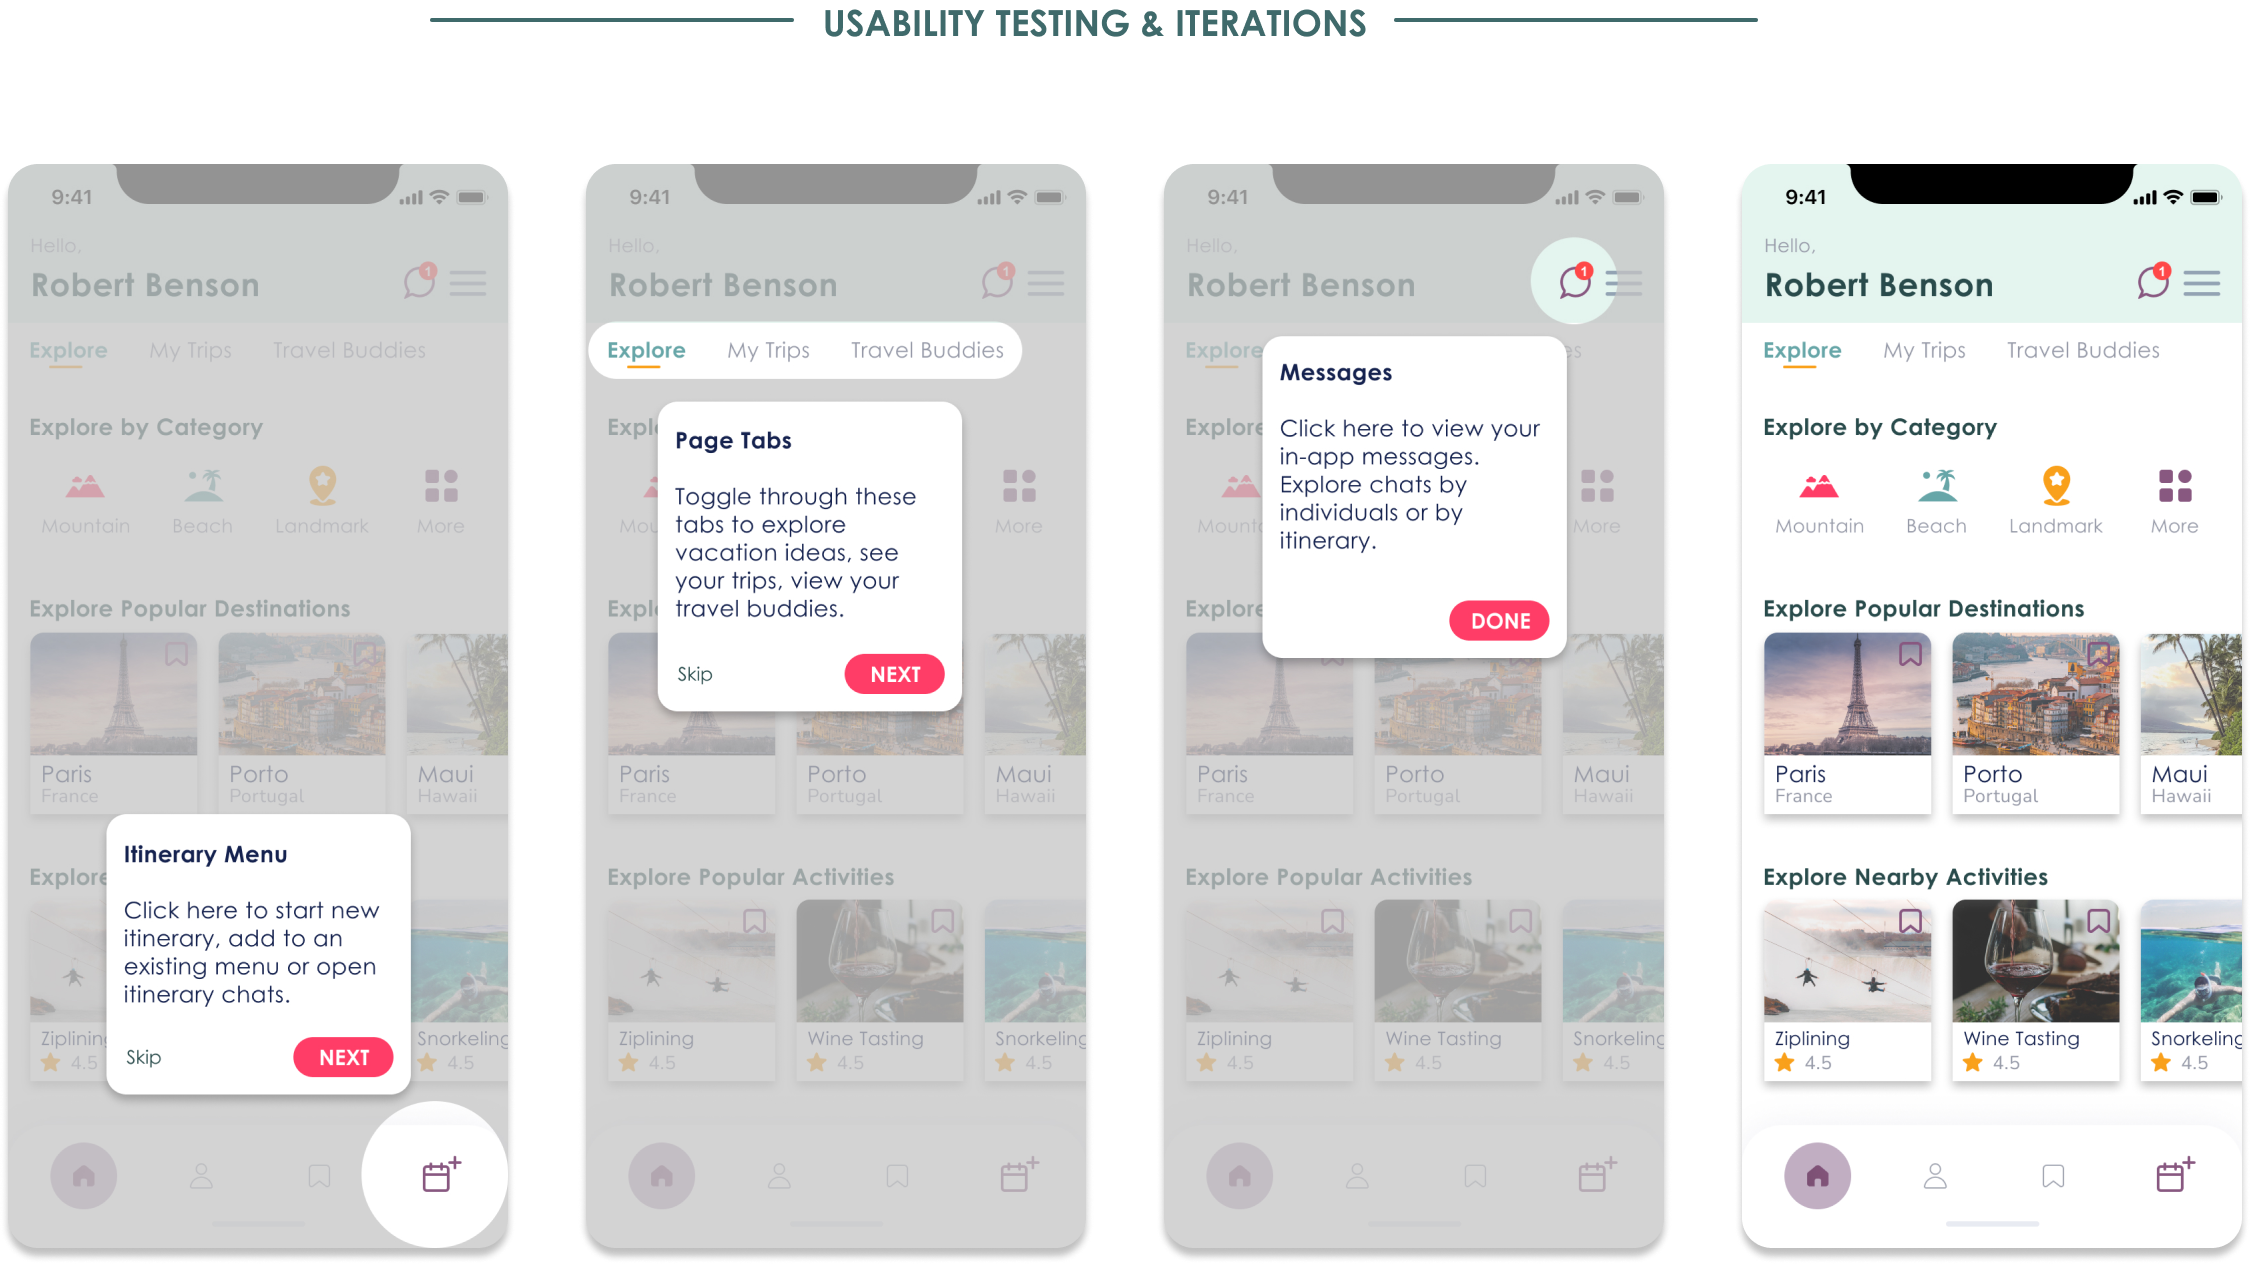 USABILITY TESTING & ITERATIONS
9:41
Hello,
Robert Benson
1
Explore My Trips Travel Buddies
Explore by Category
Mountain Beach Landmark More
Explore Popular Destinations
Paris Porto Maui
France Portugal Hawaii
Explore
Itinerary Menu
Click here to start new
itinerary, add to an
existing menu or open
itinerary chats.
Skip NEXT
Ziplining Snorkeling
4.5 4.5
9:41
Hello,
Robert Benson
1
Explore My Trips Travel Buddies
Expl
Page Tabs
Toggle through these
tabs to explore
vacation ideas, see
your trips, view your
travel buddies.
Skip NEXT
Mou More
Expl
Paris Porto Maui
France Portugal Hawaii
Explore Popular Activities
Ziplining Wine Tasting Snorkeling
4.5 4.5 4.5
9:41
Hello,
Robert Benson
1
Explore es
Messages
Click here to view your
in-app messages.
Explore chats by
individuals or by
itinerary.
DONE
Explore
Mount More
Explore
Paris Porto Maui
France Portugal Hawaii
Explore Popular Activities
Ziplining Wine Tasting Snorkeling
4.5 4.5 4.5
9:41
Hello,
Robert Benson
1
Explore My Trips Travel Buddies
Explore by Category
Mountain Beach Landmark More
Explore Popular Destinations
Paris Porto Maui
France Portugal Hawaii
Explore Nearby Activities
Ziplining Wine Tasting Snorkeling
4.5 4.5 4.5